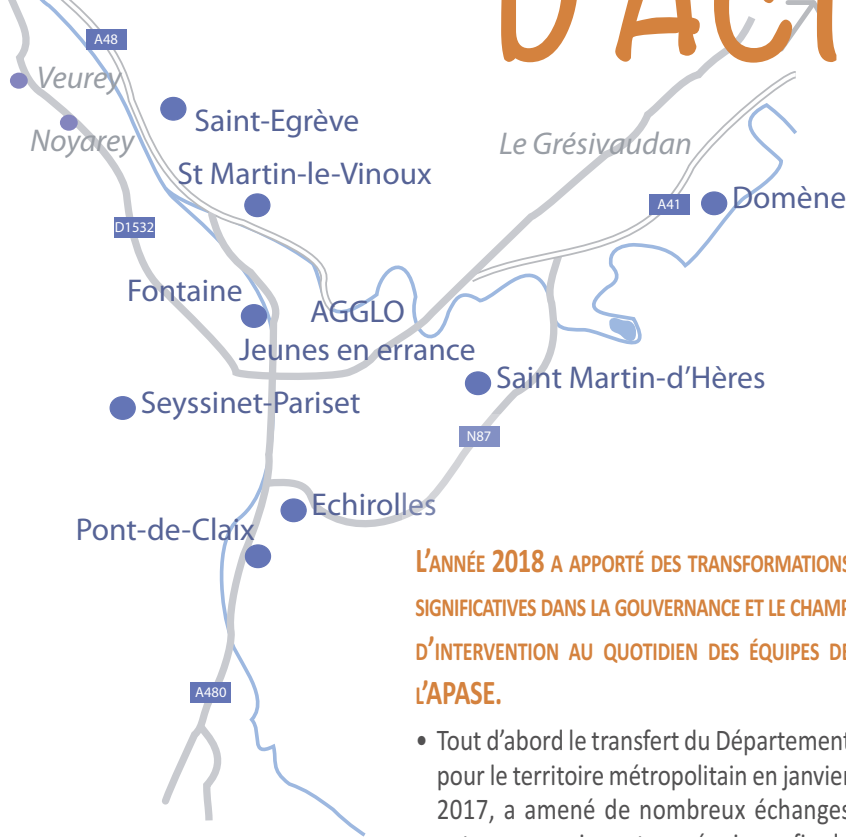 D'ACT
A48
Veurey
Saint-Egrève
Noyarey
Le Grésivaudan
St Martin-le-Vinoux
A41
Domène
D1532
Fontaine
AGGLO
Jeunes en errance
Saint Martin-d'Hères
Seyssinet-Pariset
N87
Echirolles
Pont-de-Claix
A480
L'ANNÉE 2018 A APPORTÉ DES TRANSFORMATIONS
SIGNIFICATIVES DANS LA GOUVERNANCE ET LE CHAMP
D'INTERVENTION AU QUOTIDIEN DES ÉQUIPES DE
L'APASE.
• Tout d'abord le transfert du Département
pour le territoire métropolitain en janvier
2017, a amené de nombreux échanges